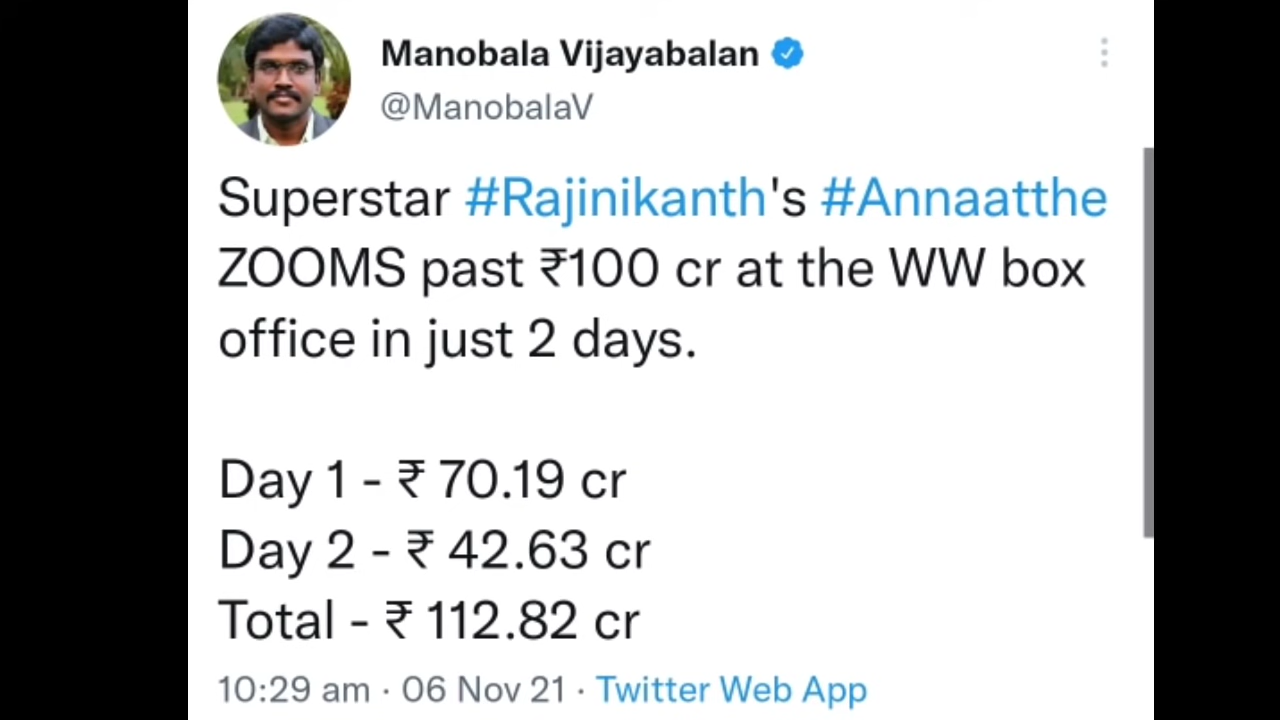 Manobala Vijayabalan
@ManobalaV
Superstar #Rajinikanth's #Annaatthe
ZOOMS past ₹100 cr at the WW box
office in just 2 days.
Day 1 - ₹ 70.19 cr
Day 2 - ₹ 42.63 cr
Total - ₹ 112.82 cr
10:29 am · 06 Nov 21 · Twitter Web App